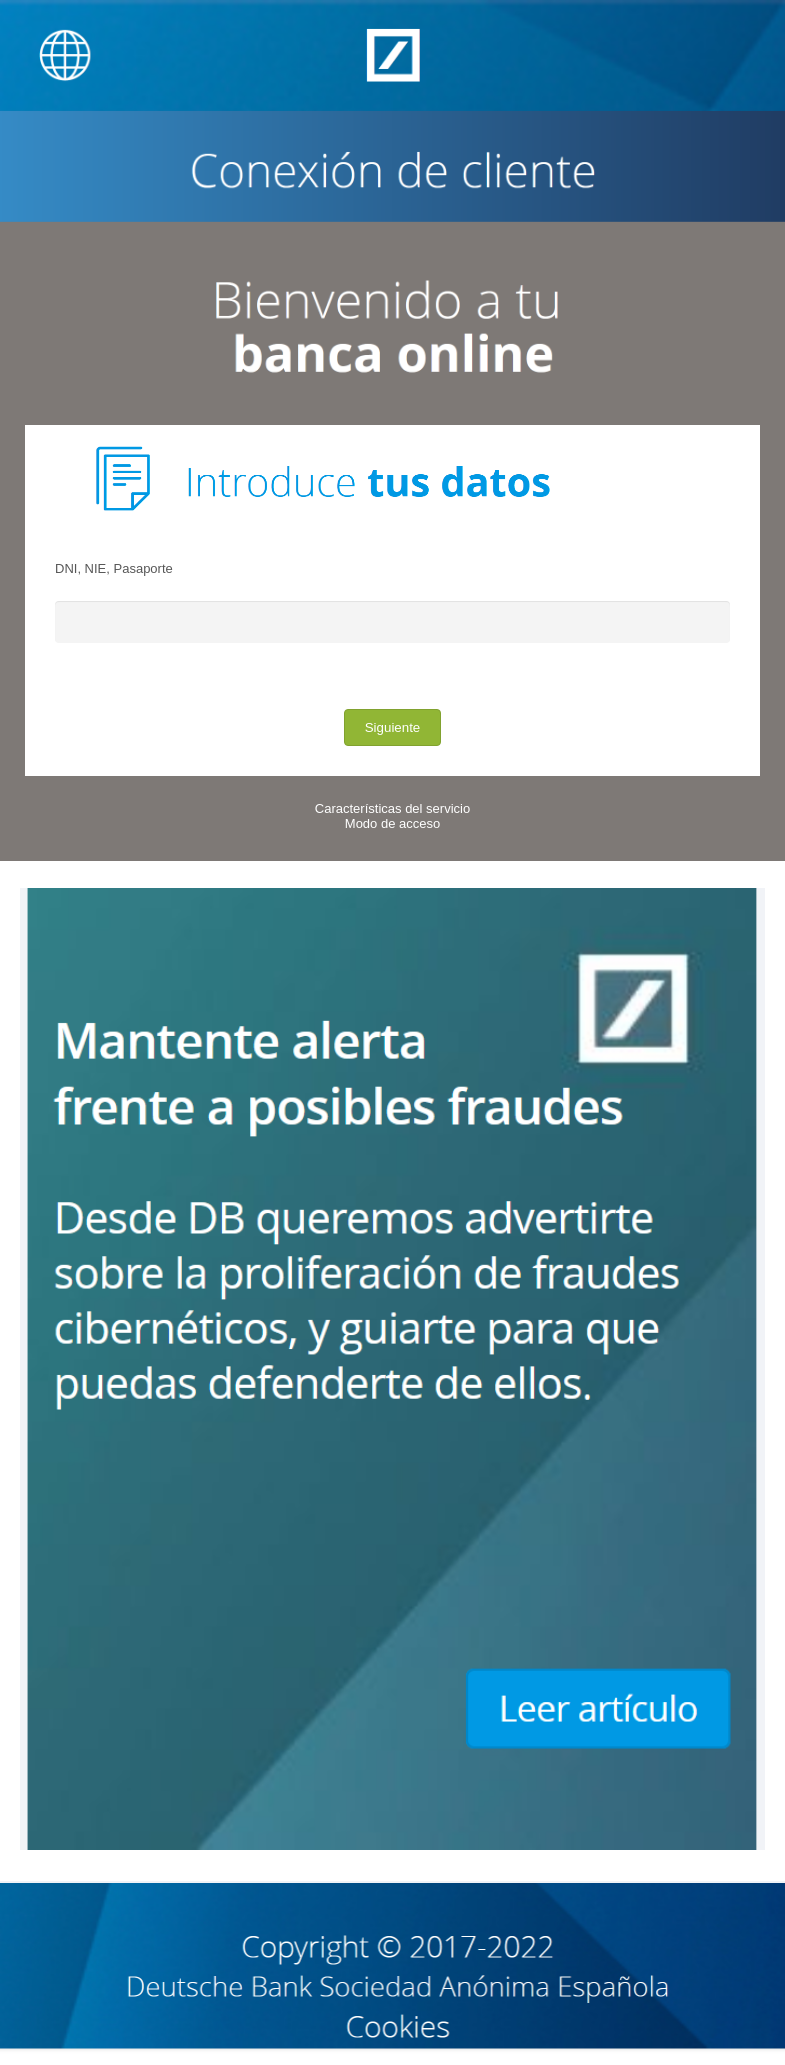 Conexión de cliente
Bienvenido a tu
banca online
Introduce tus datos
DNI, NIE, Pasaporte
Siguiente
Características del servicio
Modo de acceso
Mantente alerta
frente a posibles fraudes
Desde DB queremos advertirte
sobre la proliferación de fraudes
cibernéticos, y guiarte para que
puedas defenderte de ellos.
Leer artículo
Copyright © 2017-2022
Deutsche Bank Sociedad Anónima Española
Cookies